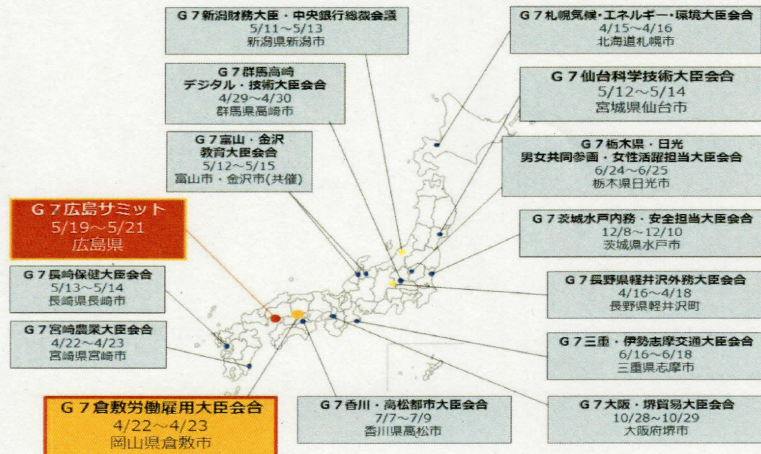 G7新潟財務大臣・中央銀行総裁会議
5/11～5/13
新潟県新潟市
G7札幌気候・エネルギー・環境大臣会合
4/15～4/16
北海道札幌市
G7群馬高崎
デジタル・技術大臣会合
4/29～4/30
群馬県高崎市
G7仙台科学技術大臣会合
5/12～5/14
宮城県仙台市
G7富山・金沢
教育大臣会合
5/12～5/15
富山市・金沢市(共催)
G7栃木県・日光
男女共同参画・女性活躍担当大臣会合
6/24～6/25
栃木県日光市
G7広島サミット
5/19～5/21
広島県
G7茨城水戸内務・安全担当大臣会合
12/8～12/10
茨城県水戸市
G7長崎保健大臣会合
5/13～5/14
長崎県長崎市
G7長野県軽井沢外務大臣会合
4/16～4/18
長野県軽井沢町
G7宮崎農業大臣会合
4/22～4/23
宮崎県宮崎市
G7三重・伊勢志摩交通大臣会合
6/16～6/18
三重県志摩市
G7倉敷労働雇用大臣会合
4/22～4/23
岡山県倉敷市
G7香川・高松都市大臣会合
7/7～7/9
香川県高松市
G7大阪・堺貿易大臣会合
10/28～10/29
大阪府堺市